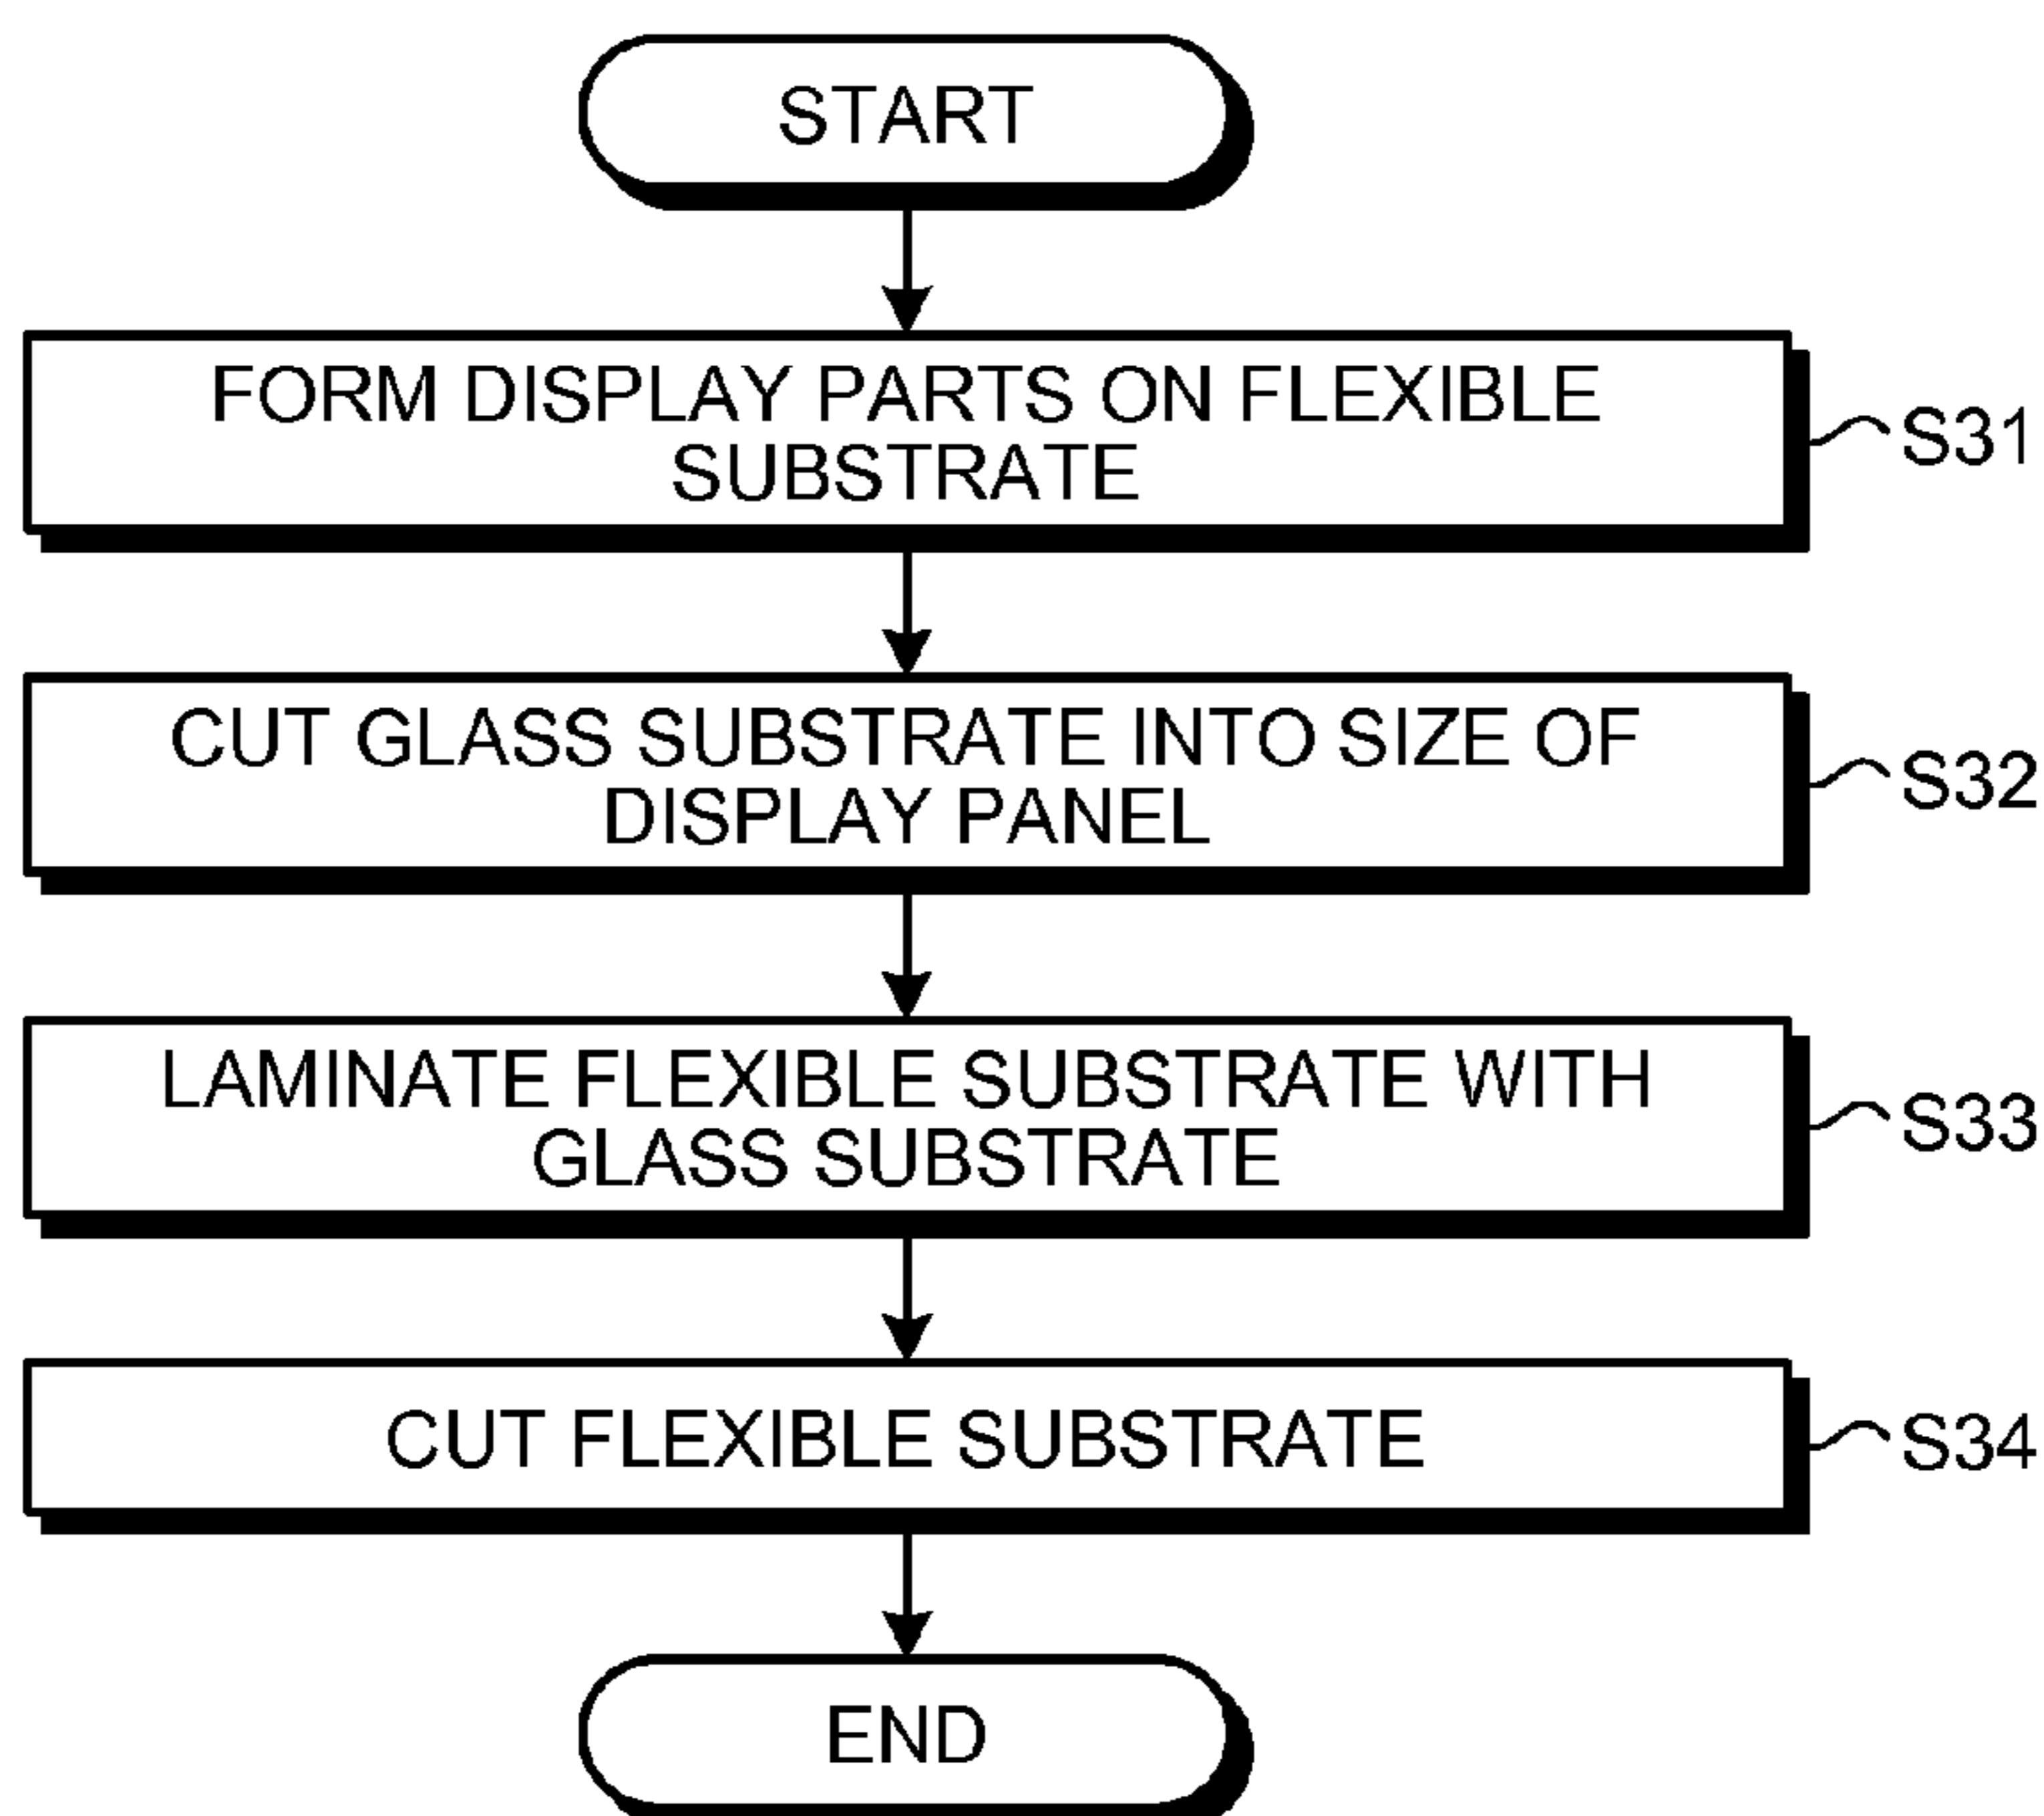 START
FORM DISPLAY PARTS ON FLEXIBLE
SUBSTRATE
S31
CUT GLASS SUBSTRATE INTO SIZE OF
DISPLAY PANEL
S32
LAMINATE FLEXIBLE SUBSTRATE WITH
GLASS SUBSTRATE
S33
CUT FLEXIBLE SUBSTRATE
S34
END